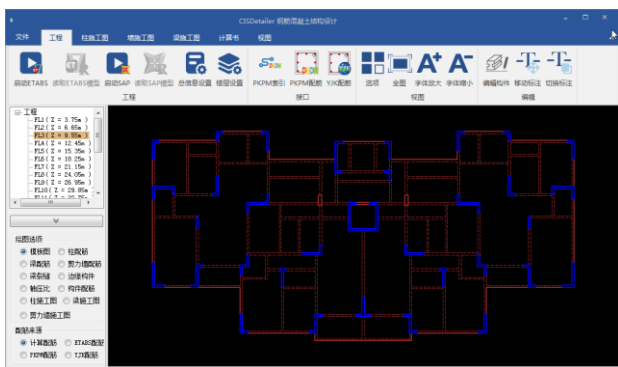 CiSDetailer 钢筋混凝土结构设计
文件 工程 柱施工图 墙施工图 梁施工图 计算书 视图
启动ETABS 读取ETABS模型 启动SAP 读取SAP模型 总信息设置 楼层设置 PKPM索引 PKPM配筋 YJK配筋 选项 全图 字体放大 字体缩小 编辑构件 移动标注 切换标注
工程 接口 视图 编辑
工程
FL1( Z = 3.75m )
FL2( Z = 6.65m )
FL3( Z = 9.55m )
FL4( Z = 12.45m )
FL5( Z = 15.35m )
FL6( Z = 18.25m )
FL7( Z = 21.15m )
FL8( Z = 24.05m )
FL9( Z = 26.95m )
FL10( Z = 29.85m
绘图选项
模板图 柱配筋
梁配筋 剪力墙配筋
梁裂缝 边缘构件
轴压比 构件配筋
柱施工图 梁施工图
剪力墙施工图
配筋来源
计算配筋 ETABS配筋
PKPM配筋 YJK配筋